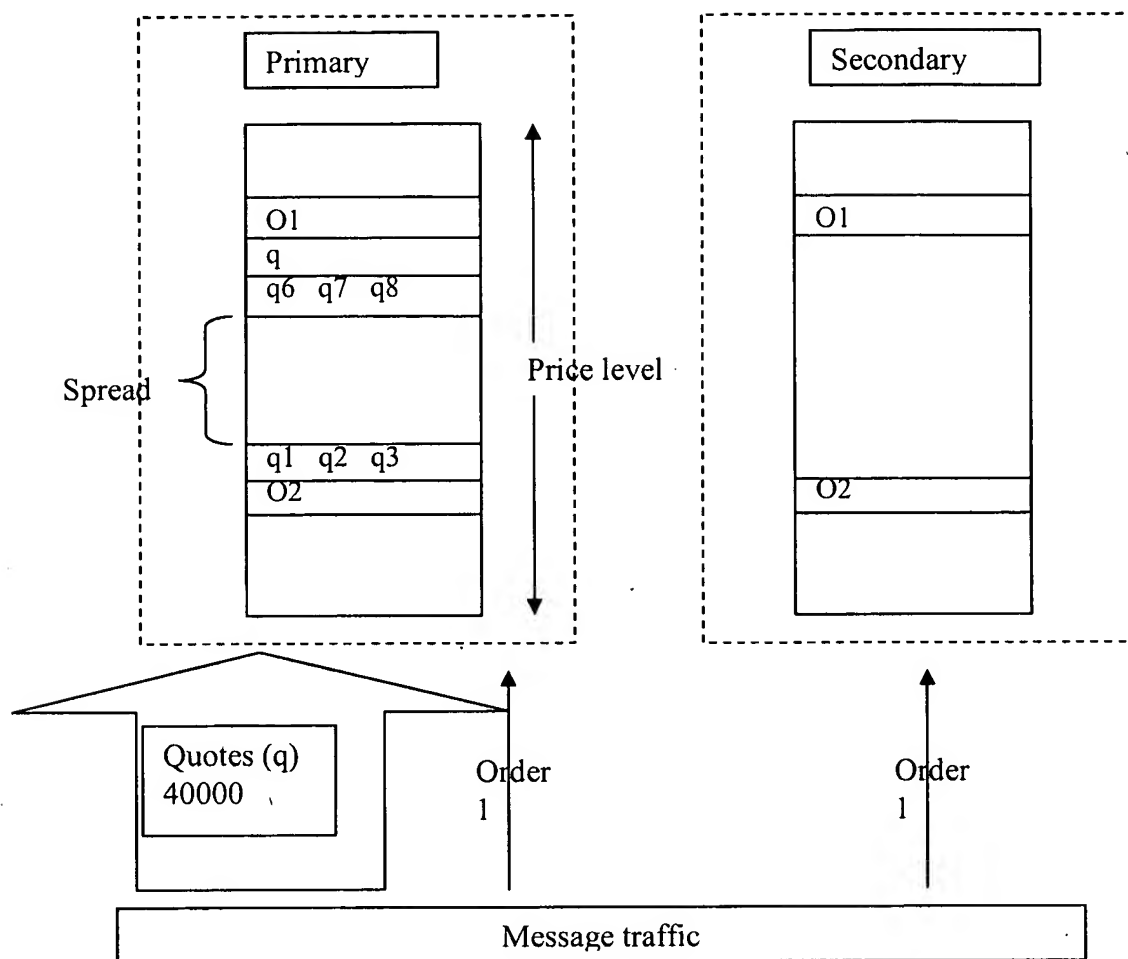 Primary
Secondary
O1
q
q6 q7 q8
Spread
Price level
q1 q2 q3
O2
O1
O2
Quotes (q)
40000
Order
1
Order
1
Message traffic